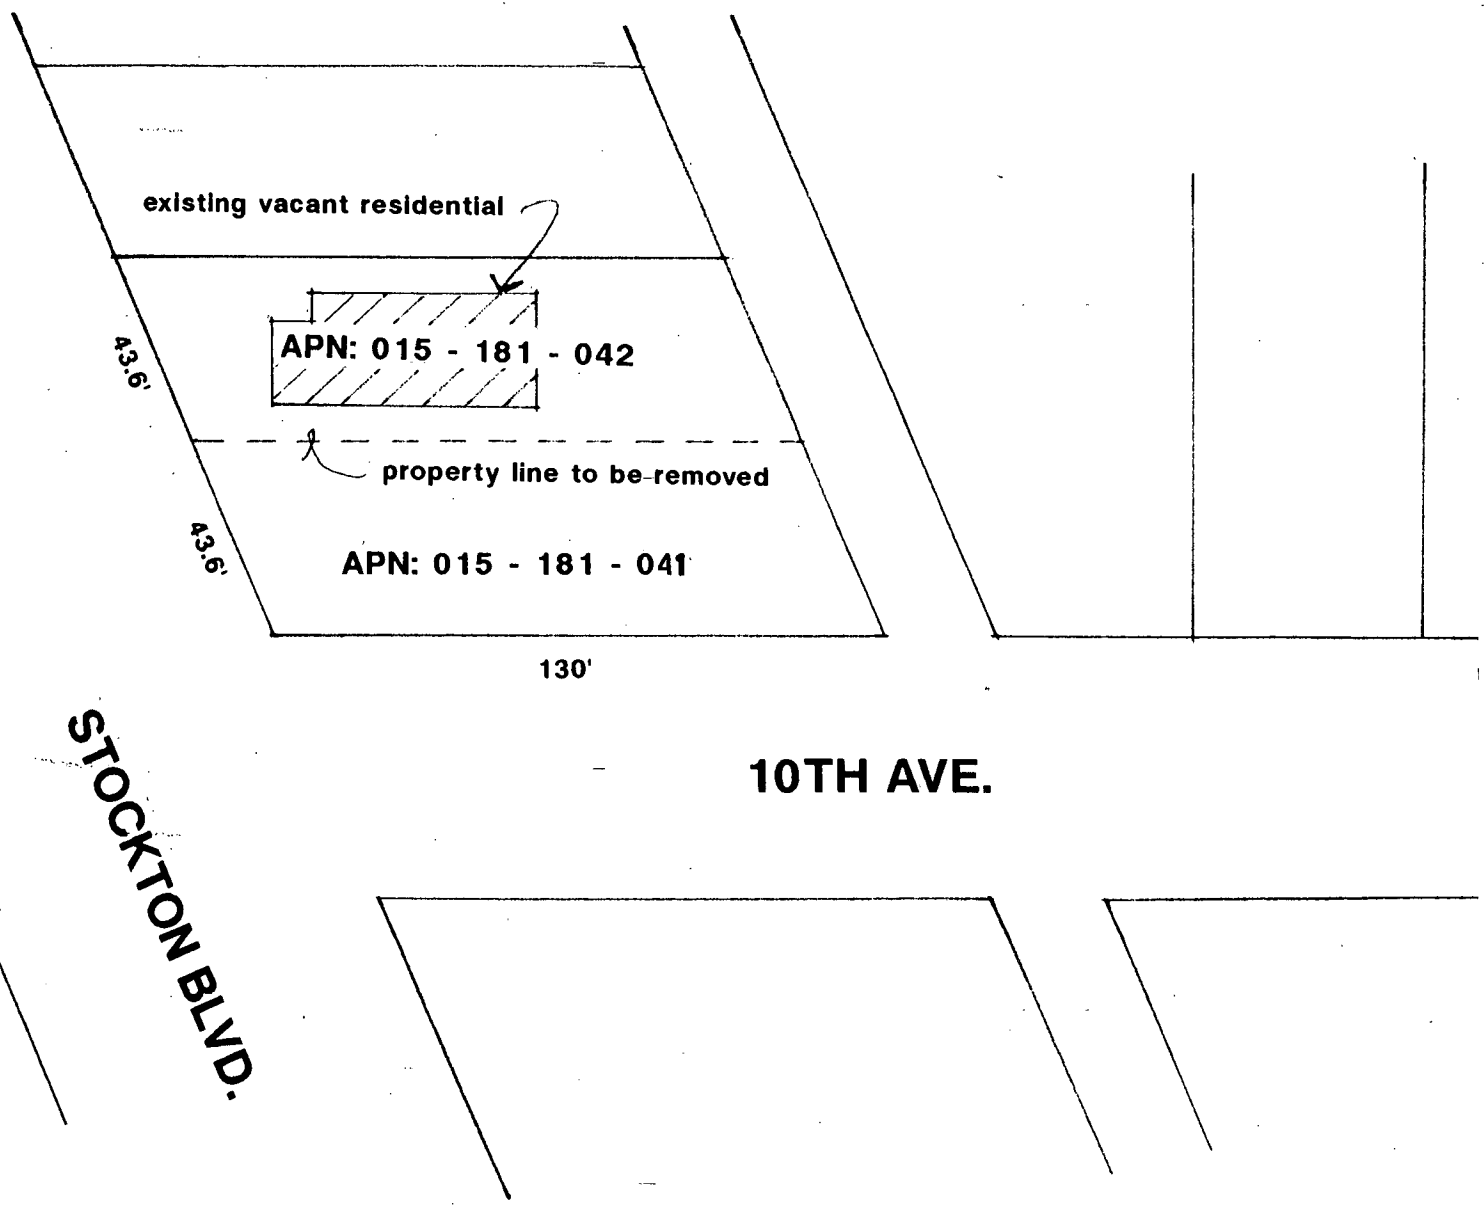 existing vacant residential
APN: 015 - 181 - 042
43.6'
property line to be removed
43.6'
APN: 015 - 181 - 041
130'
10TH AVE.
STOCKTON BLVD.